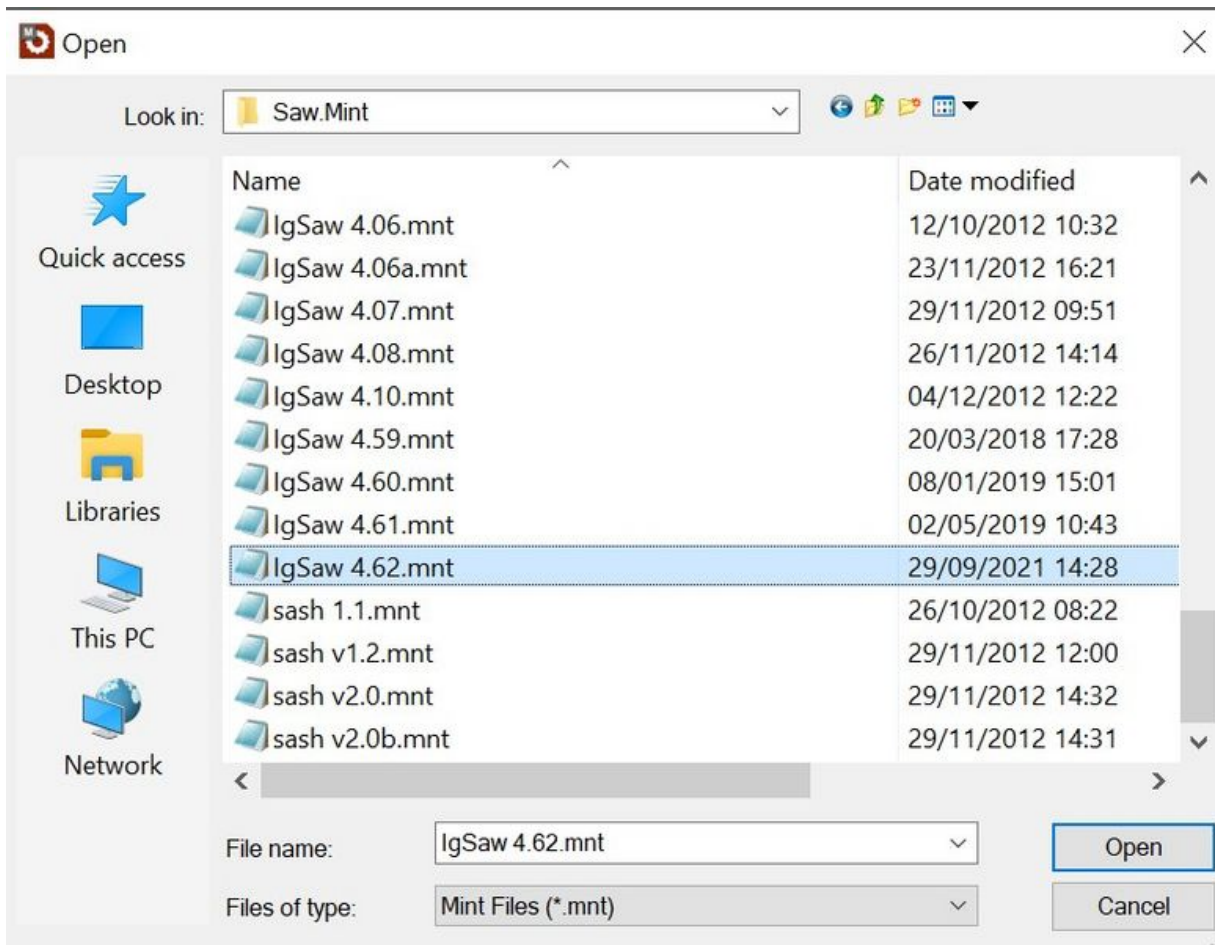 Open
Look in: Saw.Mint
Name Date modified
IgSaw 4.06.mnt 12/10/2012 10:32
IgSaw 4.06a.mnt 23/11/2012 16:21
IgSaw 4.07.mnt 29/11/2012 09:51
IgSaw 4.08.mnt 26/11/2012 14:14
IgSaw 4.10.mnt 04/12/2012 12:22
IgSaw 4.59.mnt 20/03/2018 17:28
IgSaw 4.60.mnt 08/01/2019 15:01
IgSaw 4.61.mnt 02/05/2019 10:43
IgSaw 4.62.mnt 29/09/2021 14:28
sash 1.1.mnt 26/10/2012 08:22
sash v1.2.mnt 29/11/2012 12:00
sash v2.0.mnt 29/11/2012 14:32
sash v2.0b.mnt 29/11/2012 14:31
Quick access
Desktop
Libraries
This PC
Network
File name: IgSaw 4.62.mnt Open
Files of type: Mint Files (*.mnt) Cancel